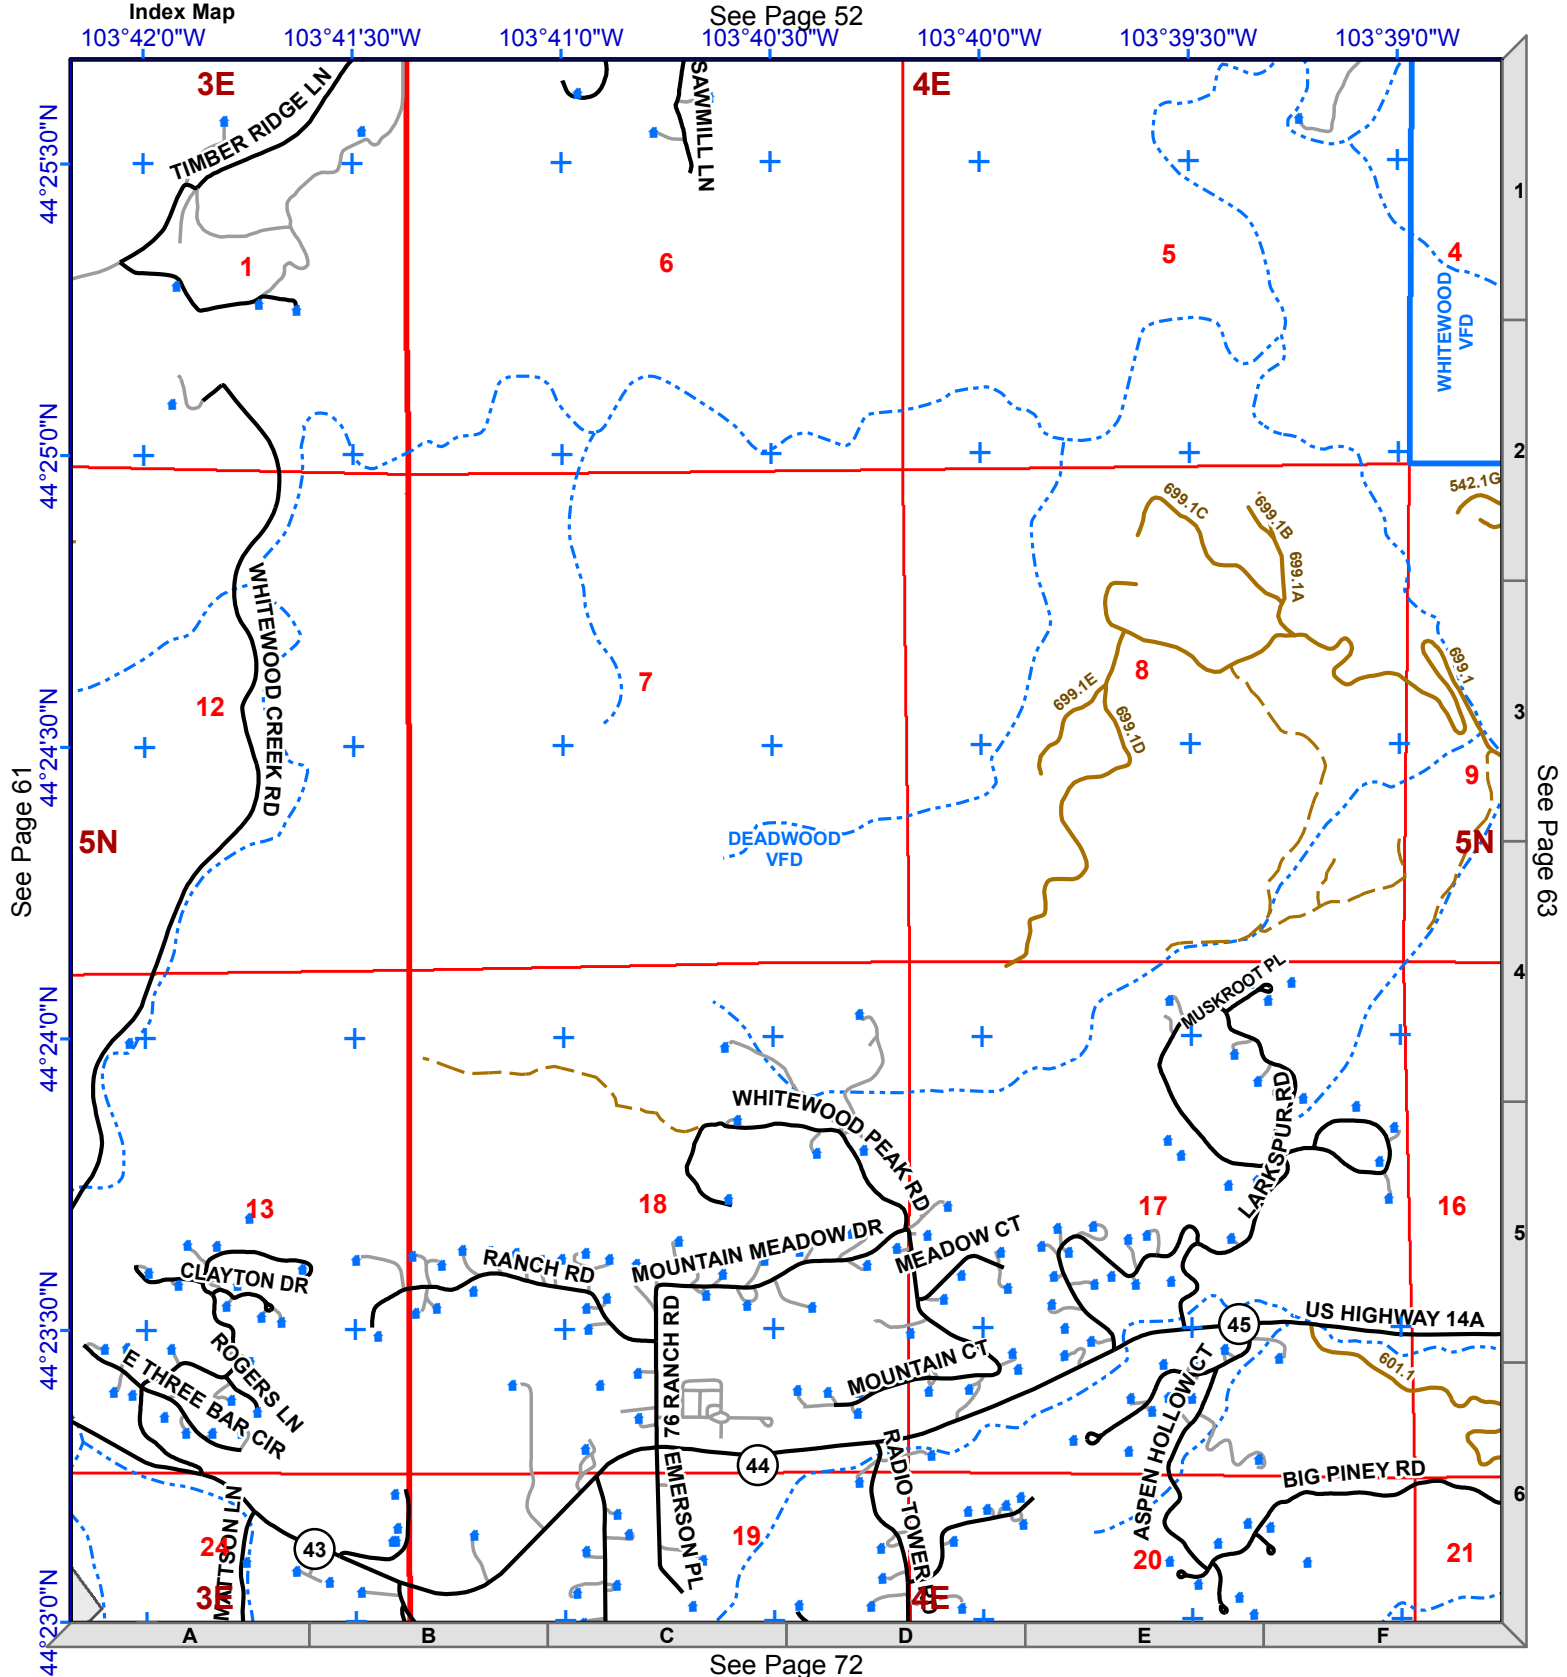 Index Map
See Page 52
103°42'0"W
103°41'30"W
103°41'0"W
103°40'30"W
103°40'0"W
103°39'30"W
103°39'0"W
3E
4E
TIMBER RIDGE LN
SAWMILL LN
44°25'30"N
1
1
6
5
4
WHITEWOOD
VFD
44°25'0"N
2
542.1G
699.1C
699.1B
699.1A
WHITEWOOD CREEK RD
12
7
8
699.1
699.1E
699.1D
3
44°24'30"N
9
See Page 61
See Page 63
5N
5N
DEADWOOD
VFD
4
MUSKROOT PL
44°24'0"N
LARKSPUR RD
WHITEWOOD PEAK RD
13
18
17
16
5
MEADOW CT
MOUNTAIN MEADOW DR
RANCH RD
CLAYTON DR
44°23'30"N
45
US HIGHWAY 14A
ROGERS LN
76 RANCH RD
MOUNTAIN CT
ASPEN HOLLOW CT
601.1
E THREE BAR CIR
44
EMERSON PL
RADIO TOWER RD
BIG PINEY RD
6
MATTSON LN
24
43
19
20
21
3E
4E
44°23'0"N
A
B
C
D
E
F
See Page 72